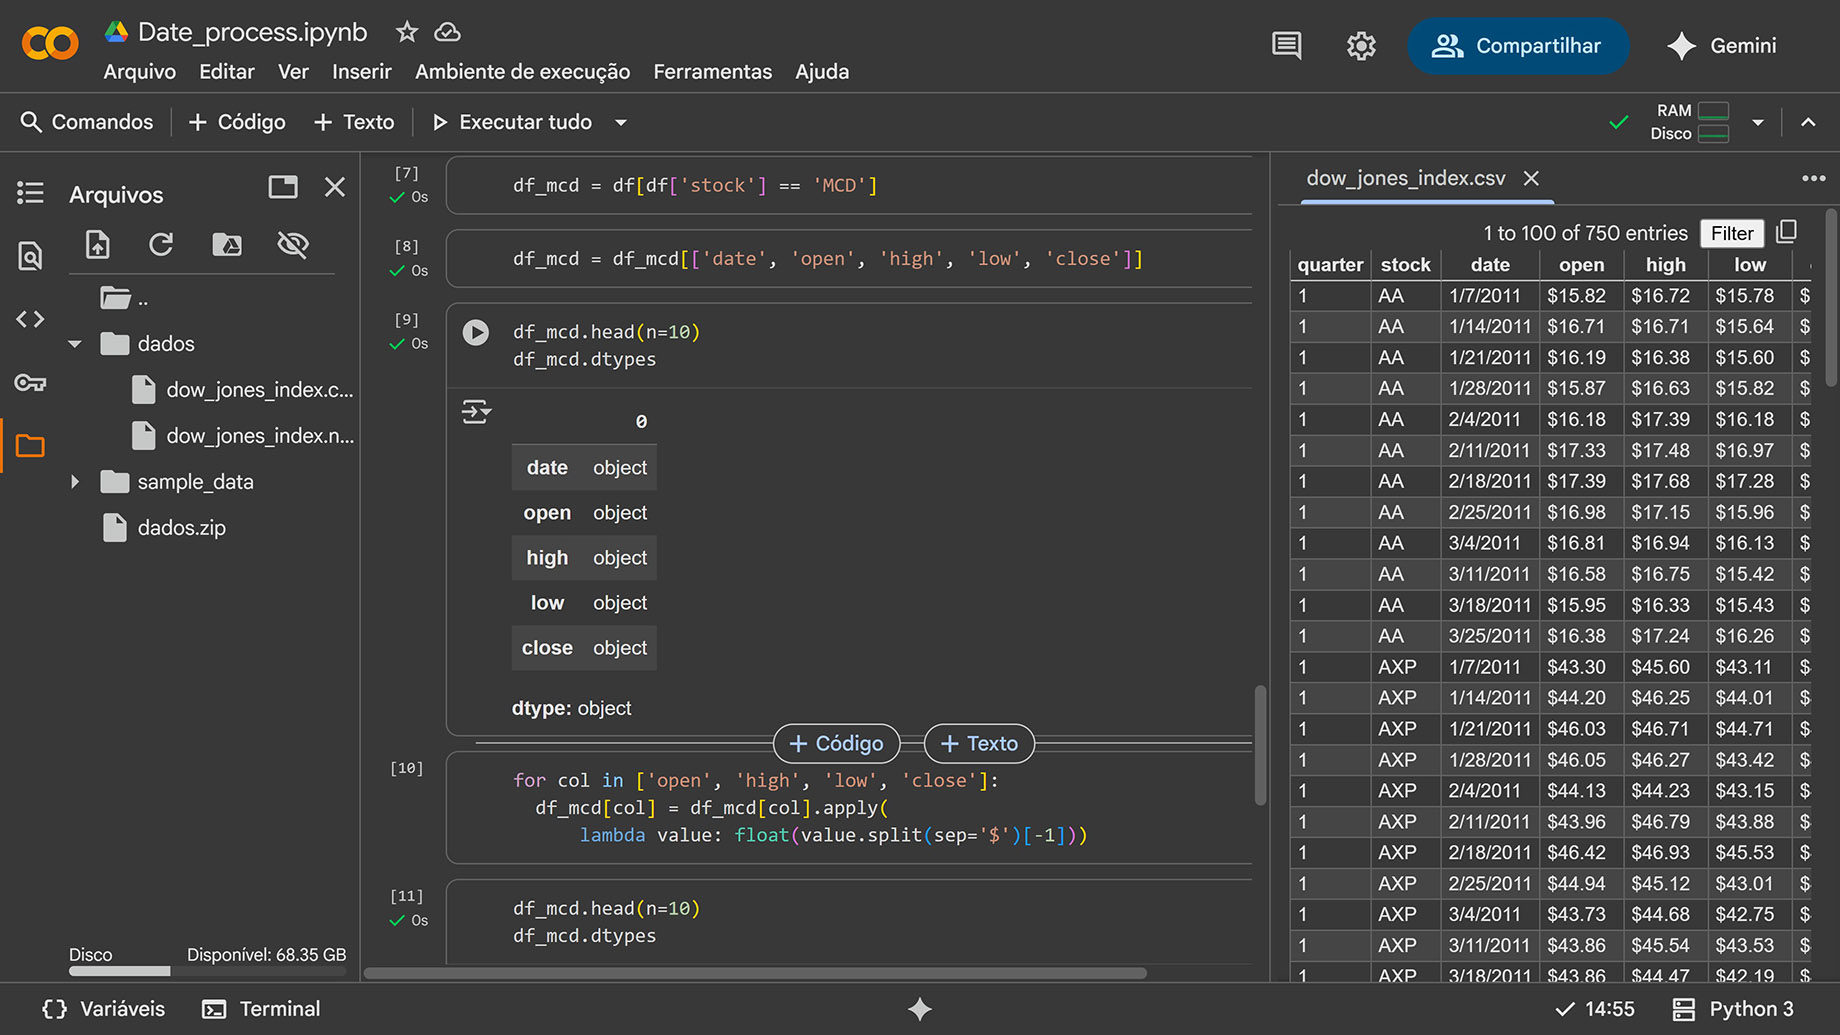 Date_process.ipynb
Arquivo Editar Ver Inserir Ambiente de execução Ferramentas Ajuda
Compartilhar
Gemini
Comandos + Código + Texto Executar tudo
RAM
Disco
Arquivos
..
dados
dow_jones_index.c...
dow_jones_index.n...
sample_data
dados.zip
Disco Disponível: 68.35 GB
[7]
0s
df_mcd = df[df['stock'] == 'MCD']
[8]
0s
df_mcd = df_mcd[['date', 'open', 'high', 'low', 'close']]
[9]
0s
df_mcd.head(n=10)
df_mcd.dtypes
0
date object
open object
high object
low object
close object
dtype: object
+ Código + Texto
[10]
for col in ['open', 'high', 'low', 'close']:
df_mcd[col] = df_mcd[col].apply(
lambda value: float(value.split(sep='$')[-1]))
[11]
0s
df_mcd.head(n=10)
df_mcd.dtypes
dow_jones_index.csv
1 to 100 of 750 entries Filter
quarter stock date open high low
1 AA 1/7/2011 $15.82 $16.72 $15.78 $
1 AA 1/14/2011 $16.71 $16.71 $15.64 $
1 AA 1/21/2011 $16.19 $16.38 $15.60 $
1 AA 1/28/2011 $15.87 $16.63 $15.82 $
1 AA 2/4/2011 $16.18 $17.39 $16.18 $
1 AA 2/11/2011 $17.33 $17.48 $16.97 $
1 AA 2/18/2011 $17.39 $17.68 $17.28 $
1 AA 2/25/2011 $16.98 $17.15 $15.96 $
1 AA 3/4/2011 $16.81 $16.94 $16.13 $
1 AA 3/11/2011 $16.58 $16.75 $15.42 $
1 AA 3/18/2011 $15.95 $16.33 $15.43 $
1 AA 3/25/2011 $16.38 $17.24 $16.26 $
1 AXP 1/7/2011 $43.30 $45.60 $43.11 $
1 AXP 1/14/2011 $44.20 $46.25 $44.01 $
1 AXP 1/21/2011 $46.03 $46.71 $44.71 $
1 AXP 1/28/2011 $46.05 $46.27 $43.42 $
1 AXP 2/4/2011 $44.13 $44.23 $43.15 $
1 AXP 2/11/2011 $43.96 $46.79 $43.88 $
1 AXP 2/18/2011 $46.42 $46.93 $45.53 $
1 AXP 2/25/2011 $44.94 $45.12 $43.01 $
1 AXP 3/4/2011 $43.73 $44.68 $42.75 $
1 AXP 3/11/2011 $43.86 $45.54 $43.53 $
1 AXP 3/18/2011 $43.86 $44.47 $42.19 $
Variáveis Terminal
14:55 Python 3